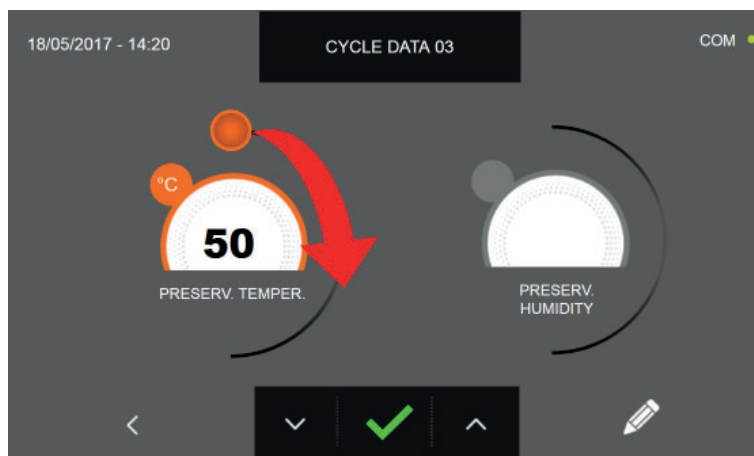 18/05/2017 - 14:20
CYCLE DATA 03
COM
°C
50
PRESERV. TEMPER.
PRESERV.
HUMIDITY